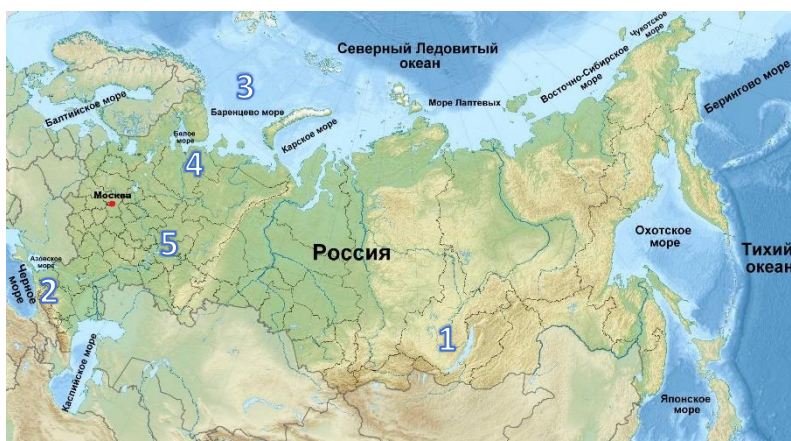 Северный Ледовитый
океан
Чукотское
море
Восточно-Сибирское
море
Берингово море
3
Баренцево море
Море Лаптевых
Карское море
Балтийское море
Белое
море
4
Москва
5
Россия
Охотское
море
Тихий
океан
Азовское
море
Черное
море
2
1
Каспийское море
Японское
море